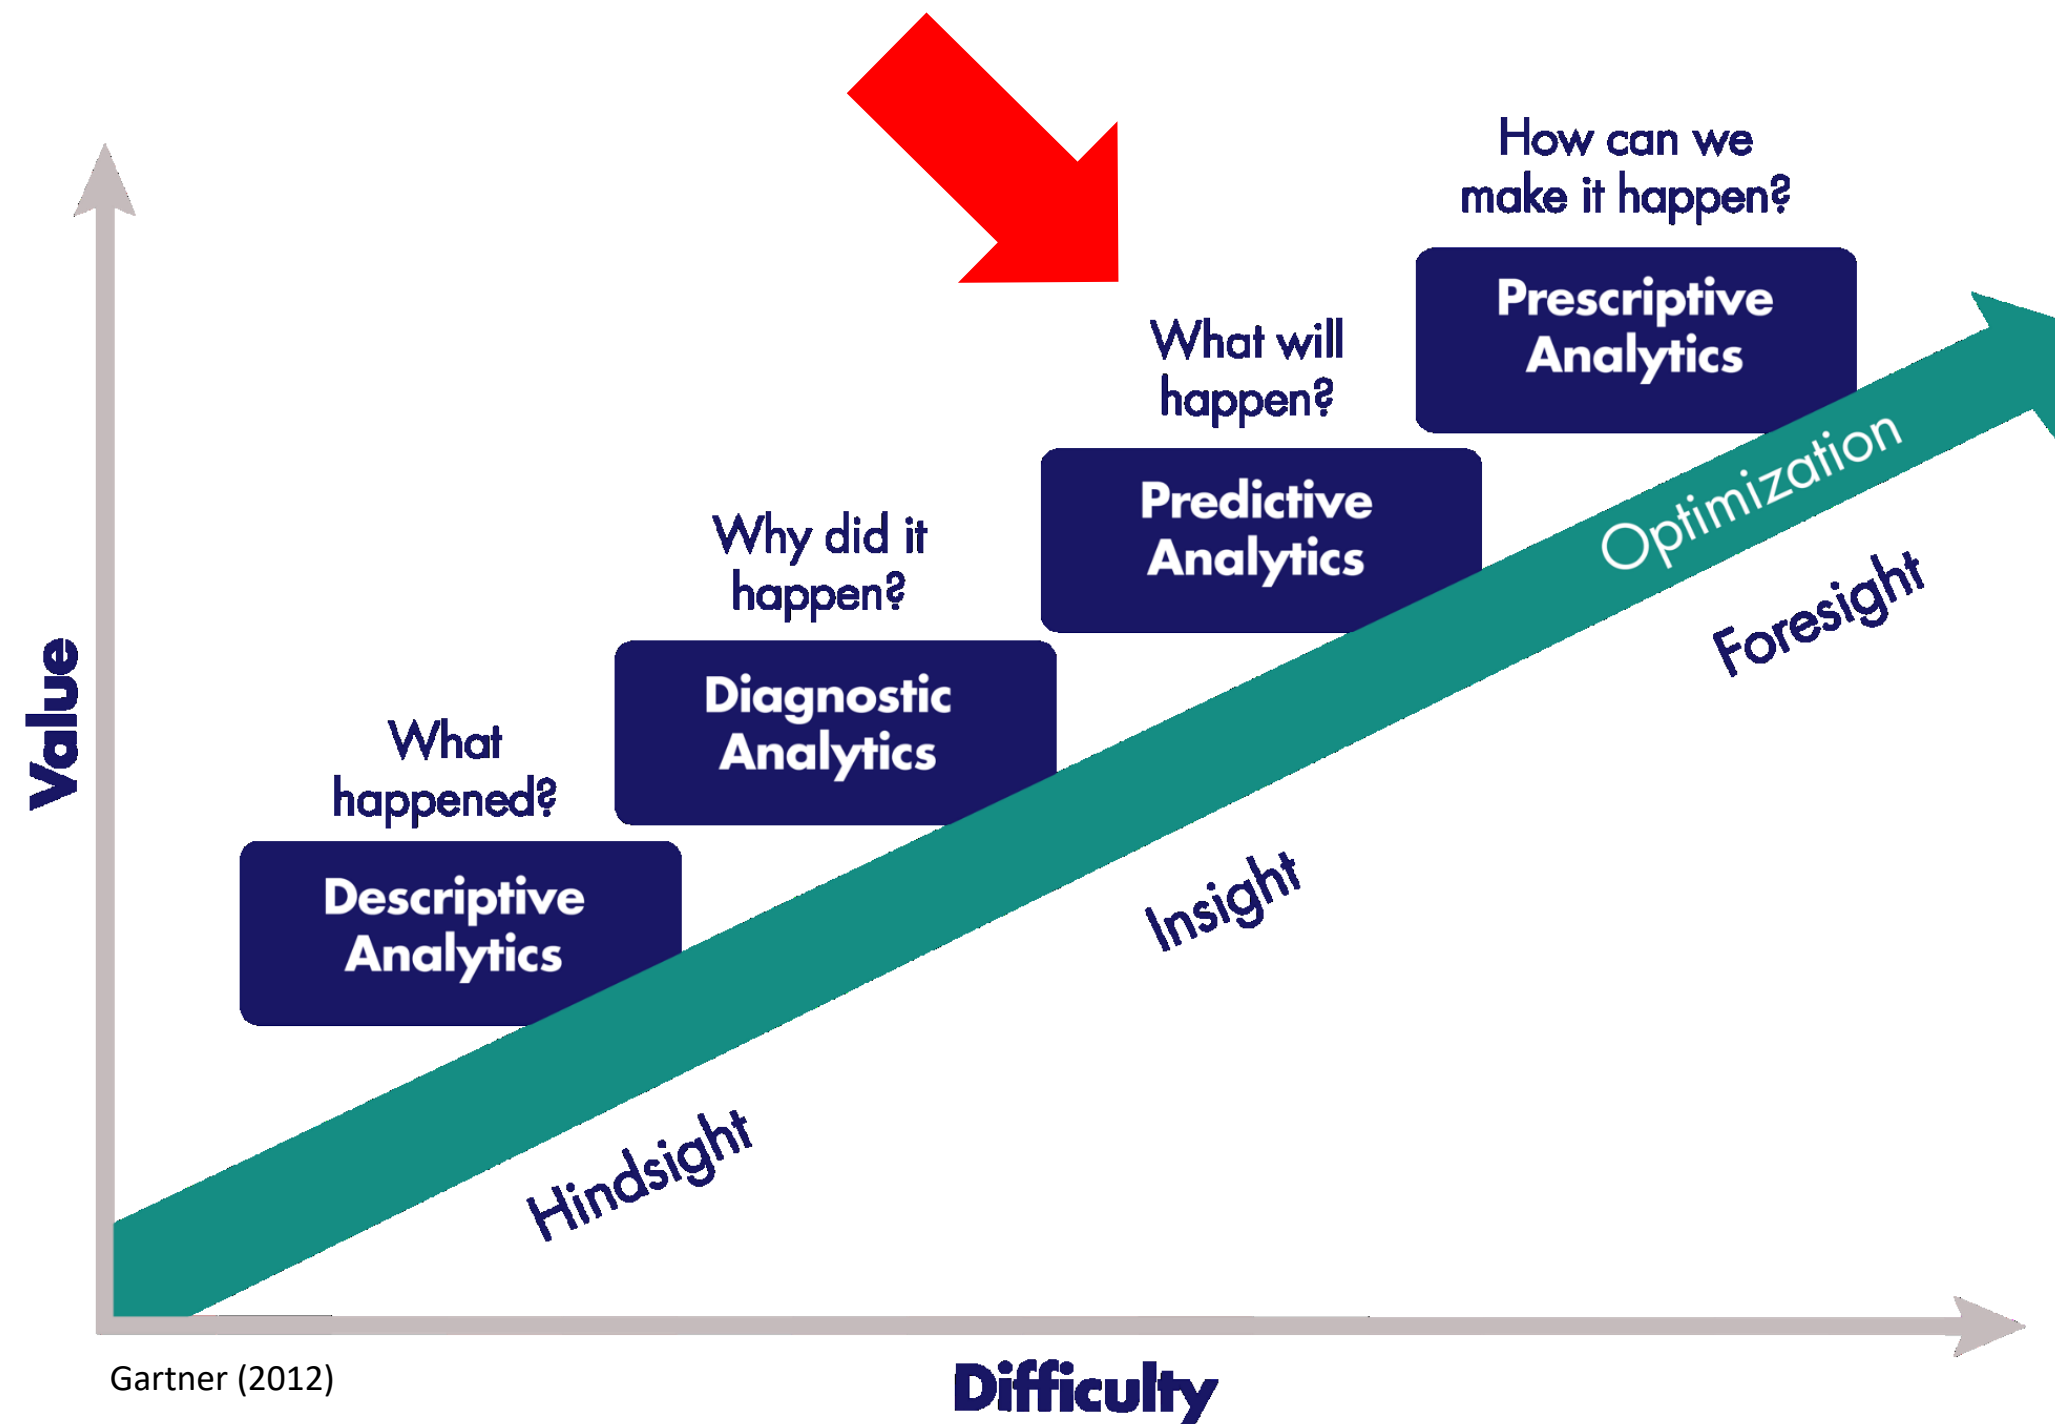 How can we
make it happen?
Prescriptive
Analytics
What will
happen?
Predictive
Analytics
Optimization
Foresight
Why did it
happen?
Diagnostic
Analytics
Insight
What
happened?
Descriptive
Analytics
Hindsight
Value
Difficulty
Gartner (2012)